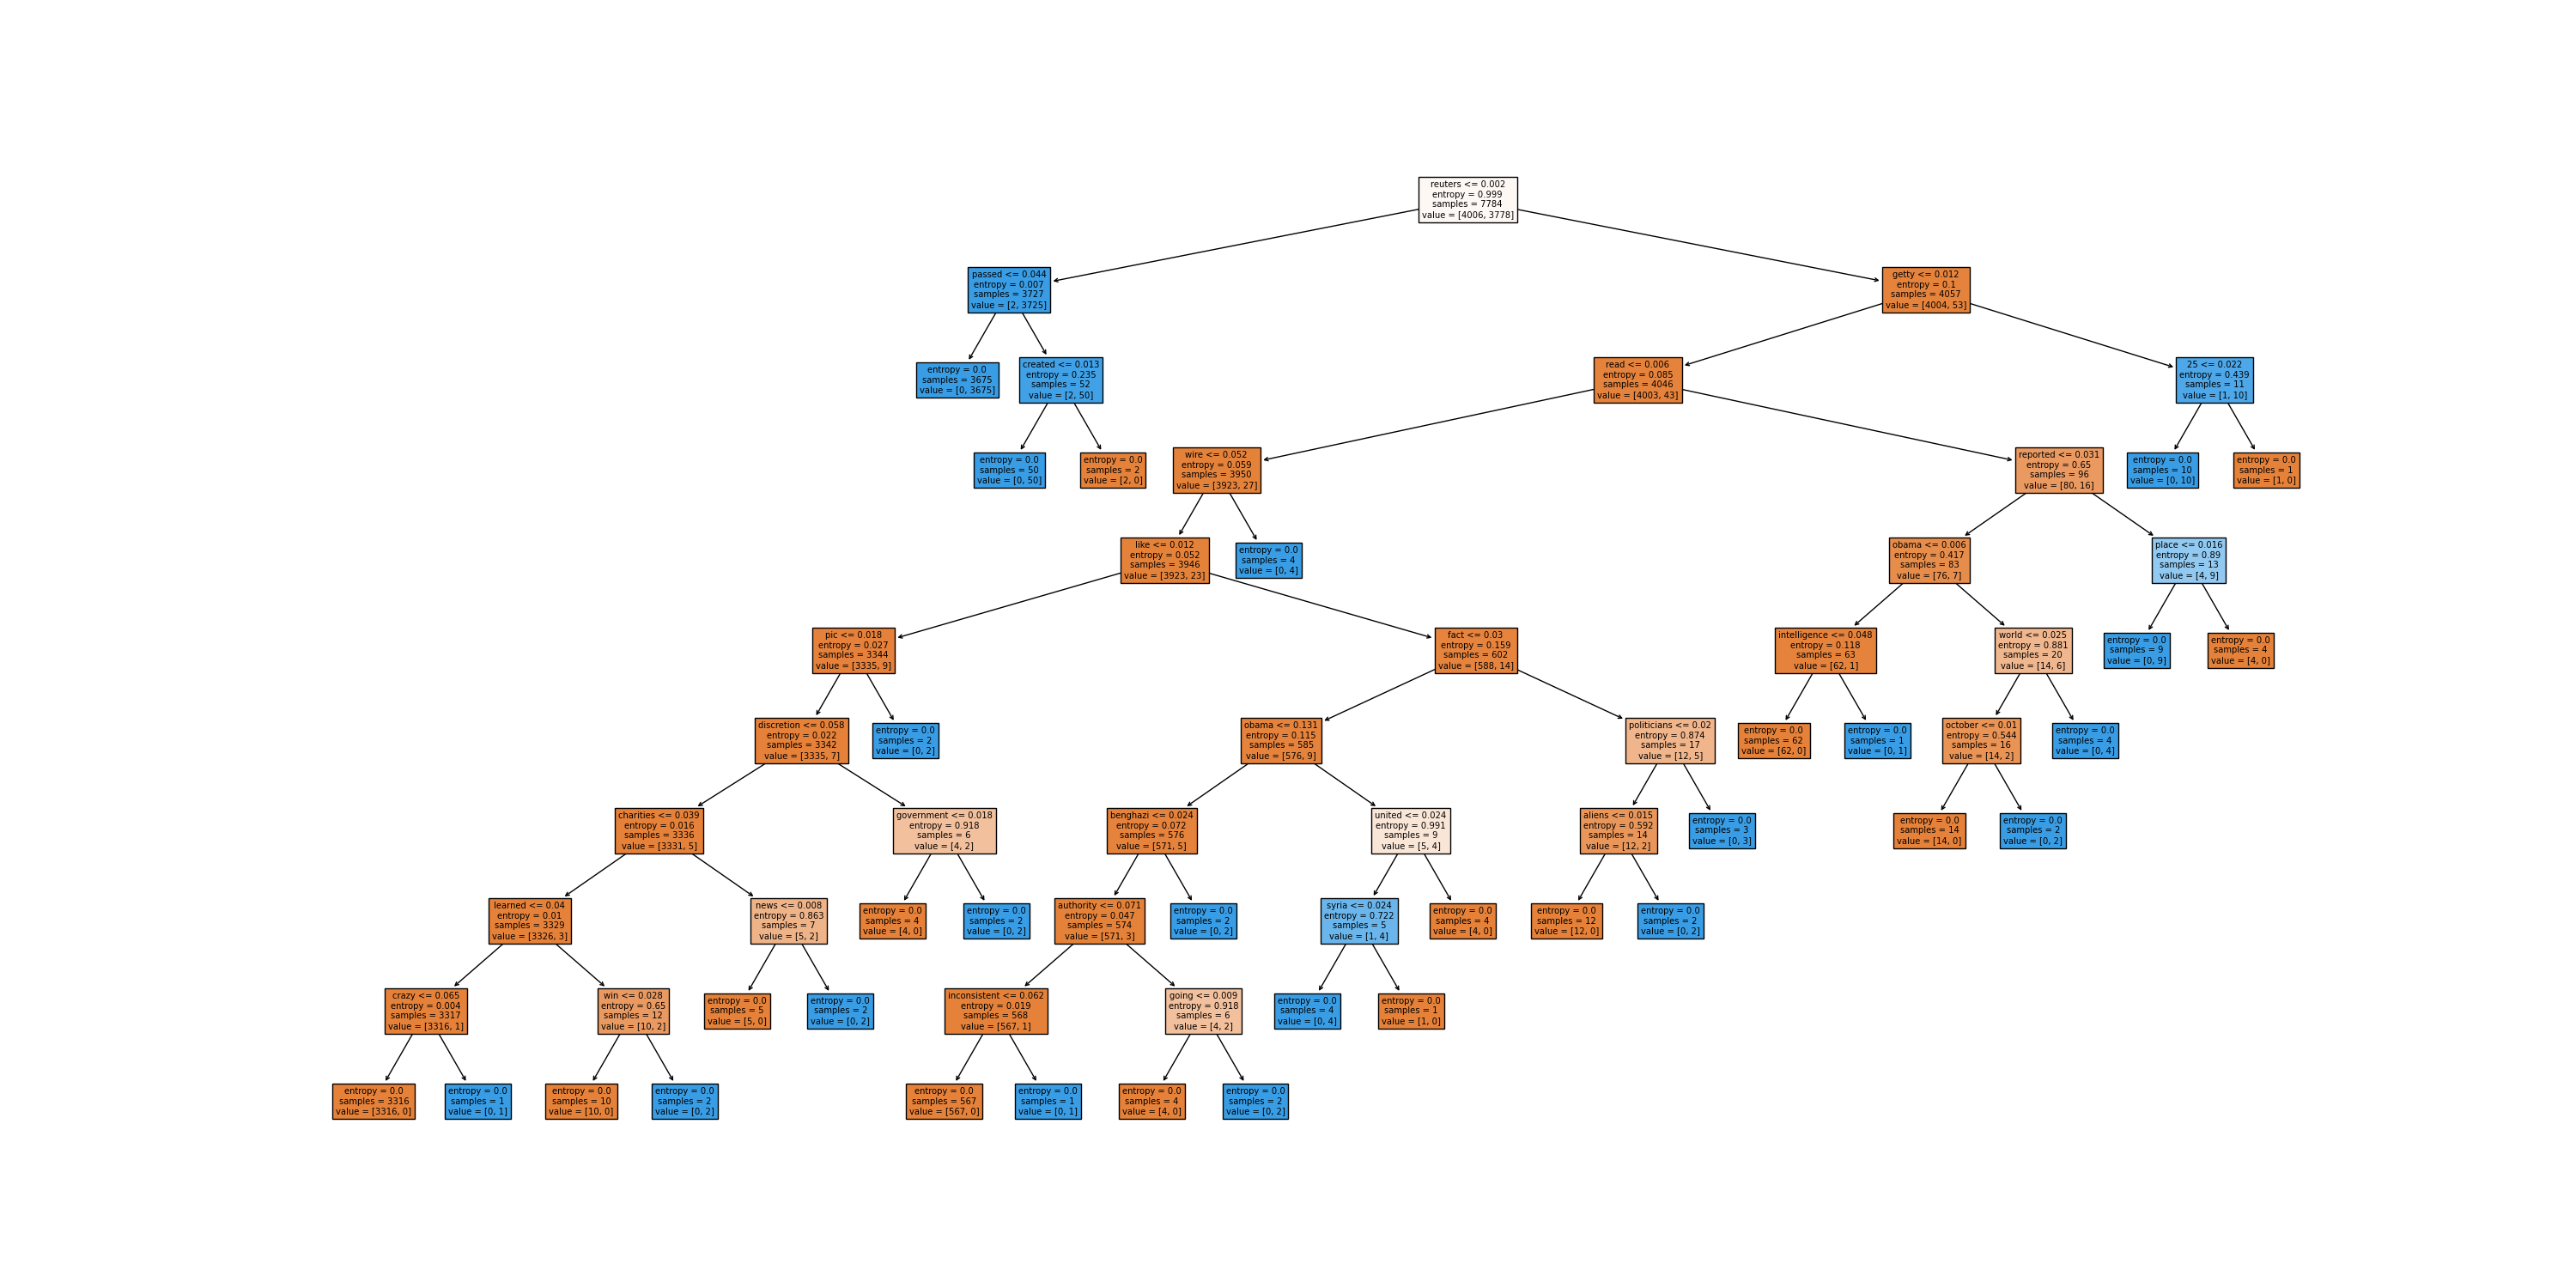 reuters <= 0.002
entropy = 0.999
samples = 7784
value = [4006, 3778]
passed <= 0.044
entropy = 0.007
samples = 3727
value = [2, 3725]
getty <= 0.012
entropy = 0.1
samples = 4057
value = [4004, 53]
entropy = 0.0
samples = 3675
value = [0, 3675]
created <= 0.013
entropy = 0.235
samples = 52
value = [2, 50]
read <= 0.006
entropy = 0.085
samples = 4046
value = [4003, 43]
25 <= 0.022
entropy = 0.439
samples = 11
value = [1, 10]
entropy = 0.0
samples = 50
value = [0, 50]
entropy = 0.0
samples = 2
value = [2, 0]
wire <= 0.052
entropy = 0.059
samples = 3950
value = [3923, 27]
reported <= 0.031
entropy = 0.65
samples = 96
value = [80, 16]
entropy = 0.0
samples = 10
value = [0, 10]
entropy = 0.0
samples = 1
value = [1, 0]
like <= 0.012
entropy = 0.052
samples = 3946
value = [3923, 23]
entropy = 0.0
samples = 4
value = [0, 4]
obama <= 0.006
entropy = 0.417
samples = 83
value = [76, 7]
place <= 0.016
entropy = 0.89
samples = 13
value = [4, 9]
pic <= 0.018
entropy = 0.027
samples = 3344
value = [3335, 9]
fact <= 0.03
entropy = 0.159
samples = 602
value = [588, 14]
intelligence <= 0.048
entropy = 0.118
samples = 63
value = [62, 1]
world <= 0.025
entropy = 0.881
samples = 20
value = [14, 6]
entropy = 0.0
samples = 9
value = [0, 9]
entropy = 0.0
samples = 4
value = [4, 0]
discretion <= 0.058
entropy = 0.022
samples = 3342
value = [3335, 7]
entropy = 0.0
samples = 2
value = [0, 2]
obama <= 0.131
entropy = 0.115
samples = 585
value = [576, 9]
politicians <= 0.02
entropy = 0.874
samples = 17
value = [12, 5]
entropy = 0.0
samples = 62
value = [62, 0]
entropy = 0.0
samples = 1
value = [0, 1]
october <= 0.01
entropy = 0.544
samples = 16
value = [14, 2]
entropy = 0.0
samples = 4
value = [0, 4]
charities <= 0.039
entropy = 0.016
samples = 3336
value = [3331, 5]
government <= 0.018
entropy = 0.918
samples = 6
value = [4, 2]
benghazi <= 0.024
entropy = 0.072
samples = 576
value = [571, 5]
united <= 0.024
entropy = 0.991
samples = 9
value = [5, 4]
aliens <= 0.015
entropy = 0.592
samples = 14
value = [12, 2]
entropy = 0.0
samples = 3
value = [0, 3]
entropy = 0.0
samples = 14
value = [14, 0]
entropy = 0.0
samples = 2
value = [0, 2]
learned <= 0.04
entropy = 0.01
samples = 3329
value = [3326, 3]
news <= 0.008
entropy = 0.863
samples = 7
value = [5, 2]
entropy = 0.0
samples = 4
value = [4, 0]
entropy = 0.0
samples = 2
value = [0, 2]
authority <= 0.071
entropy = 0.047
samples = 574
value = [571, 3]
entropy = 0.0
samples = 2
value = [0, 2]
syria <= 0.024
entropy = 0.722
samples = 5
value = [1, 4]
entropy = 0.0
samples = 4
value = [4, 0]
entropy = 0.0
samples = 12
value = [12, 0]
entropy = 0.0
samples = 2
value = [0, 2]
crazy <= 0.065
entropy = 0.004
samples = 3317
value = [3316, 1]
win <= 0.028
entropy = 0.65
samples = 12
value = [10, 2]
entropy = 0.0
samples = 5
value = [5, 0]
entropy = 0.0
samples = 2
value = [0, 2]
inconsistent <= 0.062
entropy = 0.019
samples = 568
value = [567, 1]
going <= 0.009
entropy = 0.918
samples = 6
value = [4, 2]
entropy = 0.0
samples = 4
value = [0, 4]
entropy = 0.0
samples = 1
value = [1, 0]
entropy = 0.0
samples = 3316
value = [3316, 0]
entropy = 0.0
samples = 1
value = [0, 1]
entropy = 0.0
samples = 10
value = [10, 0]
entropy = 0.0
samples = 2
value = [0, 2]
entropy = 0.0
samples = 567
value = [567, 0]
entropy = 0.0
samples = 1
value = [0, 1]
entropy = 0.0
samples = 4
value = [4, 0]
entropy = 0.0
samples = 2
value = [0, 2]